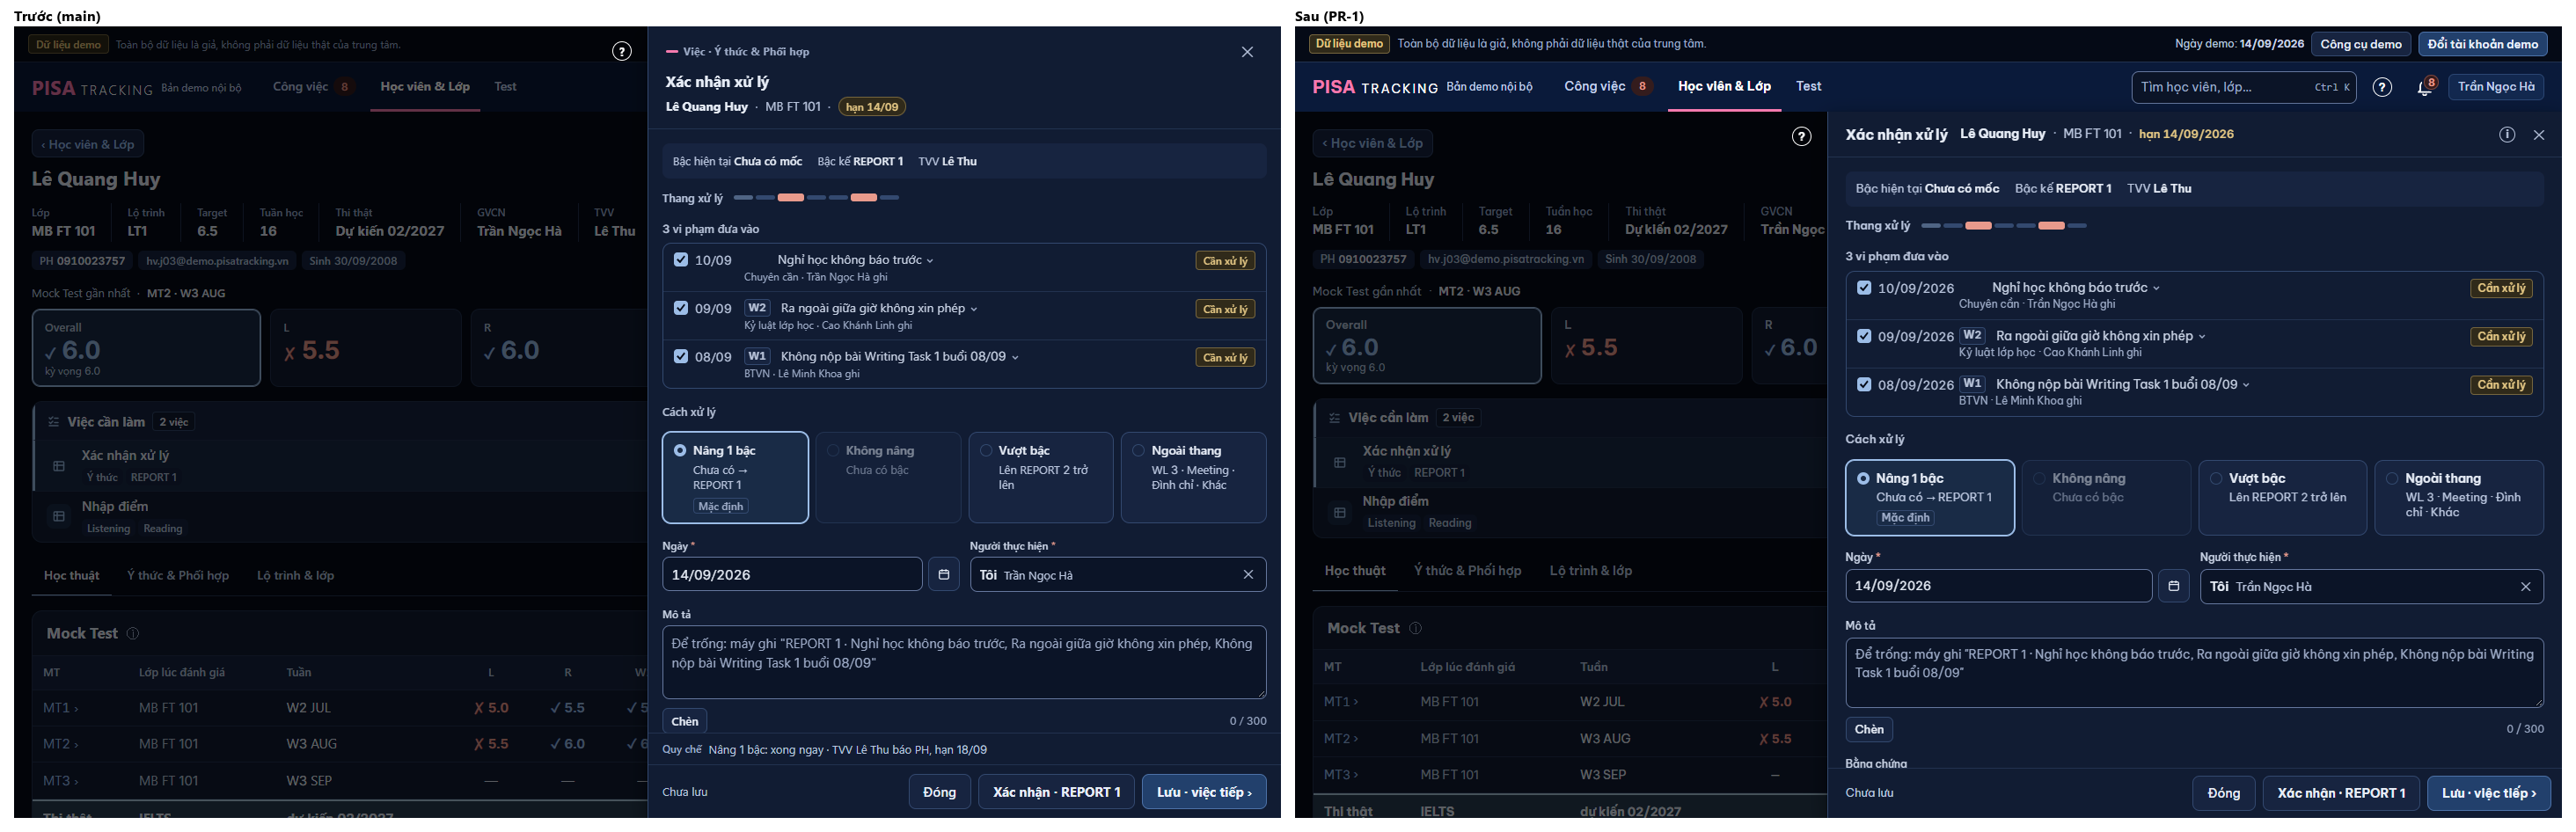 Trước (main)
Dữ liệu demo Toàn bộ dữ liệu là giả, không phải dữ liệu thật của trung tâm. ?
PISA TRACKING Bản demo nội bộ Công việc 8 Học viên & Lớp Test
‹ Học viên & Lớp
Lê Quang Huy
Lớp Lộ trình Target Tuần học Thi thật GVCN TVV
MB FT 101 LT1 6.5 16 Dự kiến 02/2027 Trần Ngọc Hà Lê Thu
PH 0910023757 hv.j03@demo.pisatracking.vn Sinh 30/09/2008
Mock Test gần nhất · MT2 · W3 AUG
Overall L R
✓ 6.0 ✗ 5.5 ✓ 6.0
kỳ vọng 6.0
Việc cần làm 2 việc
Xác nhận xử lý
Ý thức REPORT 1
Nhập điểm
Listening Reading
Học thuật Ý thức & Phối hợp Lộ trình & lớp
Mock Test ⓘ
MT Lớp lúc đánh giá Tuần L R W
MT1 › MB FT 101 W2 JUL ✗ 5.0 ✓ 5.5 ✓ 5
MT2 › MB FT 101 W3 AUG ✗ 5.5 ✓ 6.0 ✓ 6
MT3 › MB FT 101 W3 SEP — — —
Thi thật IELTS dự kiến 02/2027
Việc · Ý thức & Phối hợp
Xác nhận xử lý
Lê Quang Huy · MB FT 101 · hạn 14/09
Bậc hiện tại Chưa có mốc Bậc kế REPORT 1 TVV Lê Thu
Thang xử lý
3 vi phạm đưa vào
10/09 Nghỉ học không báo trước Cần xử lý
Chuyên cần · Trần Ngọc Hà ghi
09/09 W2 Ra ngoài giữa giờ không xin phép Cần xử lý
Kỷ luật lớp học · Cao Khánh Linh ghi
08/09 W1 Không nộp bài Writing Task 1 buổi 08/09 Cần xử lý
BTVN · Lê Minh Khoa ghi
Cách xử lý
Nâng 1 bậc Không nâng Vượt bậc Ngoài thang
Chưa có → Chưa có bậc Lên REPORT 2 trở WL 3 · Meeting ·
REPORT 1 lên Đình chỉ · Khác
Mặc định
Ngày * Người thực hiện *
14/09/2026 Tôi Trần Ngọc Hà
Mô tả
Để trống: máy ghi "REPORT 1 · Nghỉ học không báo trước, Ra ngoài giữa giờ không xin phép, Không
nộp bài Writing Task 1 buổi 08/09"
Chèn 0 / 300
Quy chế Nâng 1 bậc: xong ngay · TVV Lê Thu báo PH, hạn 18/09
Chưa lưu Đóng Xác nhận · REPORT 1 Lưu · việc tiếp ›
Sau (PR-1)
Dữ liệu demo Toàn bộ dữ liệu là giả, không phải dữ liệu thật của trung tâm. Ngày demo: 14/09/2026 Công cụ demo Đổi tài khoản demo
PISA TRACKING Bản demo nội bộ Công việc 8 Học viên & Lớp Test Tìm học viên, lớp... Ctrl K ? 8 Trần Ngọc Hà
‹ Học viên & Lớp ?
Lê Quang Huy
Lớp Lộ trình Target Tuần học Thi thật GVCN
MB FT 101 LT1 6.5 16 Dự kiến 02/2027 Trần Ngọc
PH 0910023757 hv.j03@demo.pisatracking.vn Sinh 30/09/2008
Mock Test gần nhất · MT2 · W3 AUG
Overall L R
✓ 6.0 ✗ 5.5 ✓ 6.0
kỳ vọng 6.0
Việc cần làm 2 việc
Xác nhận xử lý
Ý thức REPORT 1
Nhập điểm
Listening Reading
Học thuật Ý thức & Phối hợp Lộ trình & lớp
Mock Test ⓘ
MT Lớp lúc đánh giá Tuần L
MT1 › MB FT 101 W2 JUL ✗ 5.0
MT2 › MB FT 101 W3 AUG ✗ 5.5
MT3 › MB FT 101 W3 SEP —
Thi thật IELTS dự kiến 02/2027
Xác nhận xử lý Lê Quang Huy · MB FT 101 · hạn 14/09/2026
Bậc hiện tại Chưa có mốc Bậc kế REPORT 1 TVV Lê Thu
Thang xử lý
3 vi phạm đưa vào
10/09/2026 Nghỉ học không báo trước Cần xử lý
Chuyên cần · Trần Ngọc Hà ghi
09/09/2026 W2 Ra ngoài giữa giờ không xin phép Cần xử lý
Kỷ luật lớp học · Cao Khánh Linh ghi
08/09/2026 W1 Không nộp bài Writing Task 1 buổi 08/09 Cần xử lý
BTVN · Lê Minh Khoa ghi
Cách xử lý
Nâng 1 bậc Không nâng Vượt bậc Ngoài thang
Chưa có → REPORT 1 Chưa có bậc Lên REPORT 2 trở lên WL 3 · Meeting · Đình
Mặc định chỉ · Khác
Ngày * Người thực hiện *
14/09/2026 Tôi Trần Ngọc Hà
Mô tả
Để trống: máy ghi "REPORT 1 · Nghỉ học không báo trước, Ra ngoài giữa giờ không xin phép, Không nộp bài Writing
Task 1 buổi 08/09"
Chèn 0 / 300
Bằng chứng
Chưa lưu Đóng Xác nhận · REPORT 1 Lưu · việc tiếp ›